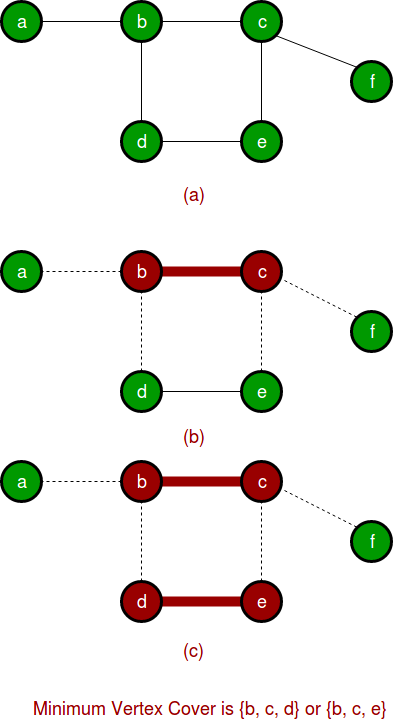 a b c
f
d e
(a)
a b c
f
d e
(b)
a b c
f
d e
(c)
Minimum Vertex Cover is {b, c, d} or {b, c, e}